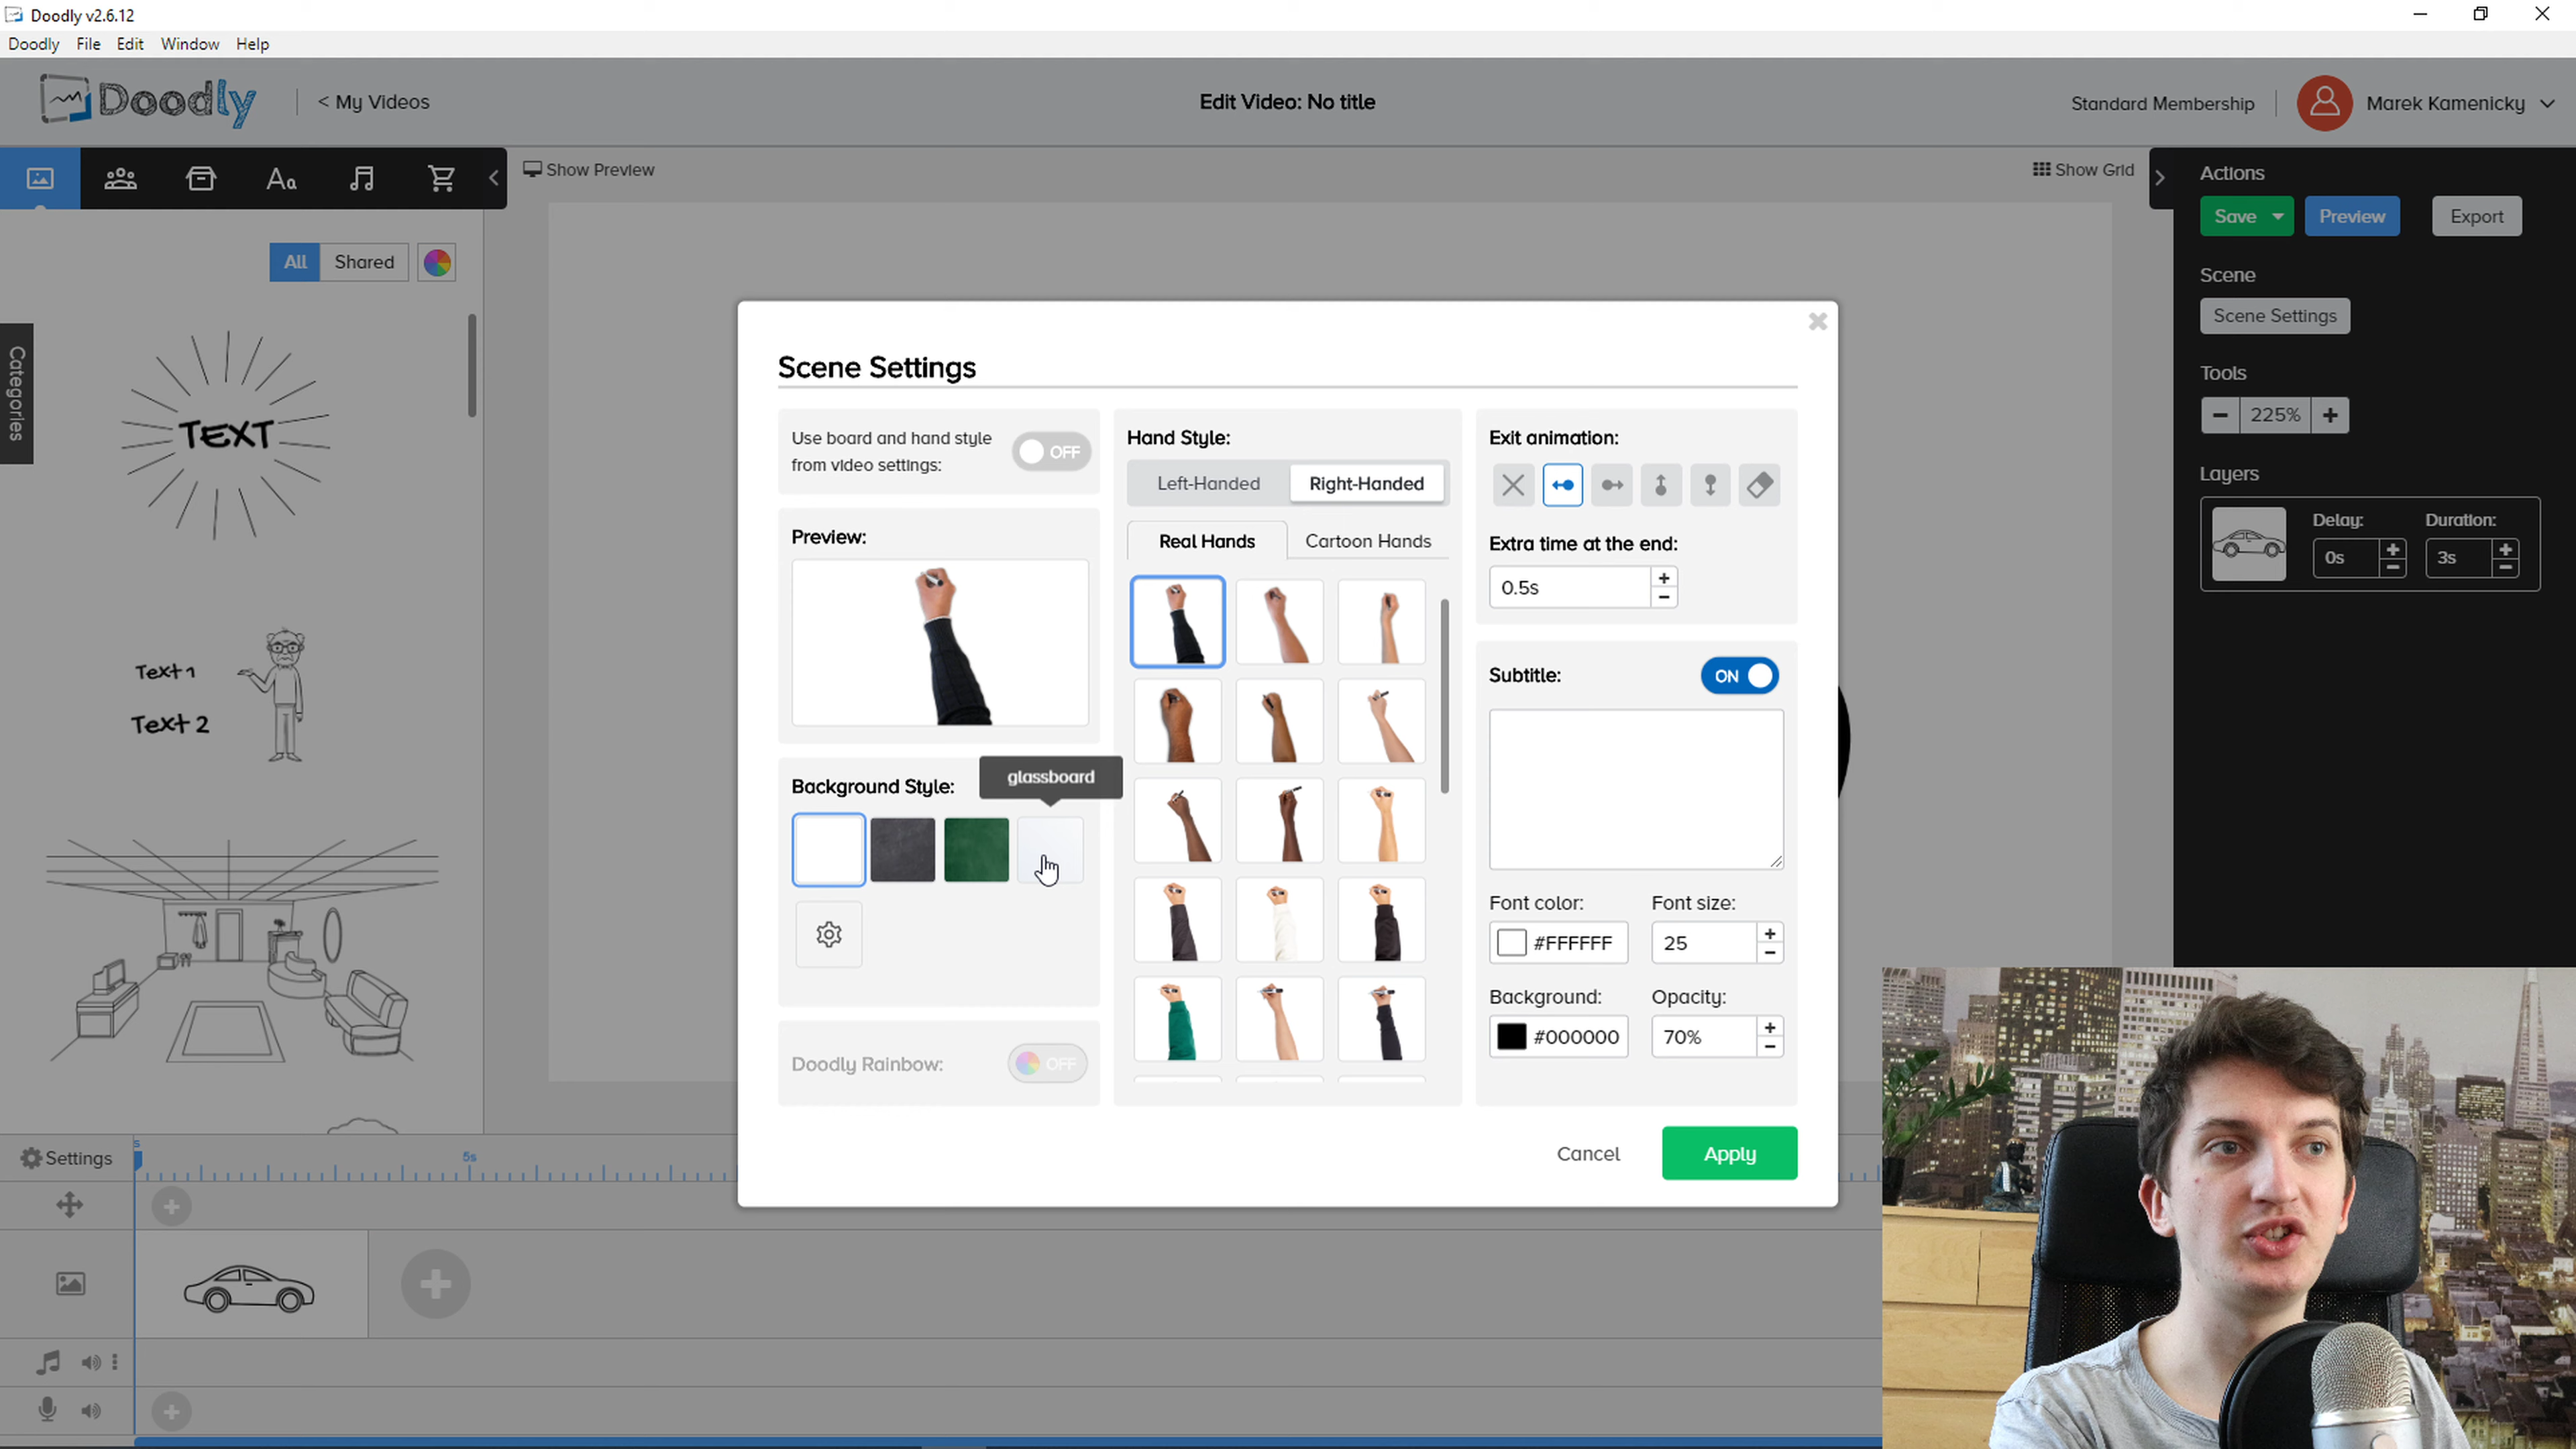 Doodly v2.6.12
Doodly File Edit Window Help
Doodly
< My Videos
Edit Video: No title
Standard Membership
Marek Kamenicky
Aa
Show Preview
Show Grid
All Shared
Categories
TEXT
Text 1
Text 2
Actions
Save Preview Export
Scene
Scene Settings
Tools
225%
Layers
Delay: Duration:
0s 3s
Scene Settings
Use board and hand style
from video settings:
OFF
Preview:
Background Style:
glassboard
Doodly Rainbow:
OFF
Hand Style:
Left-Handed Right-Handed
Real Hands Cartoon Hands
Exit animation:
Extra time at the end:
0.5s
Subtitle:
ON
Font color: Font size:
#FFFFFF 25
Background: Opacity:
#000000 70%
Cancel Apply
Settings
5s